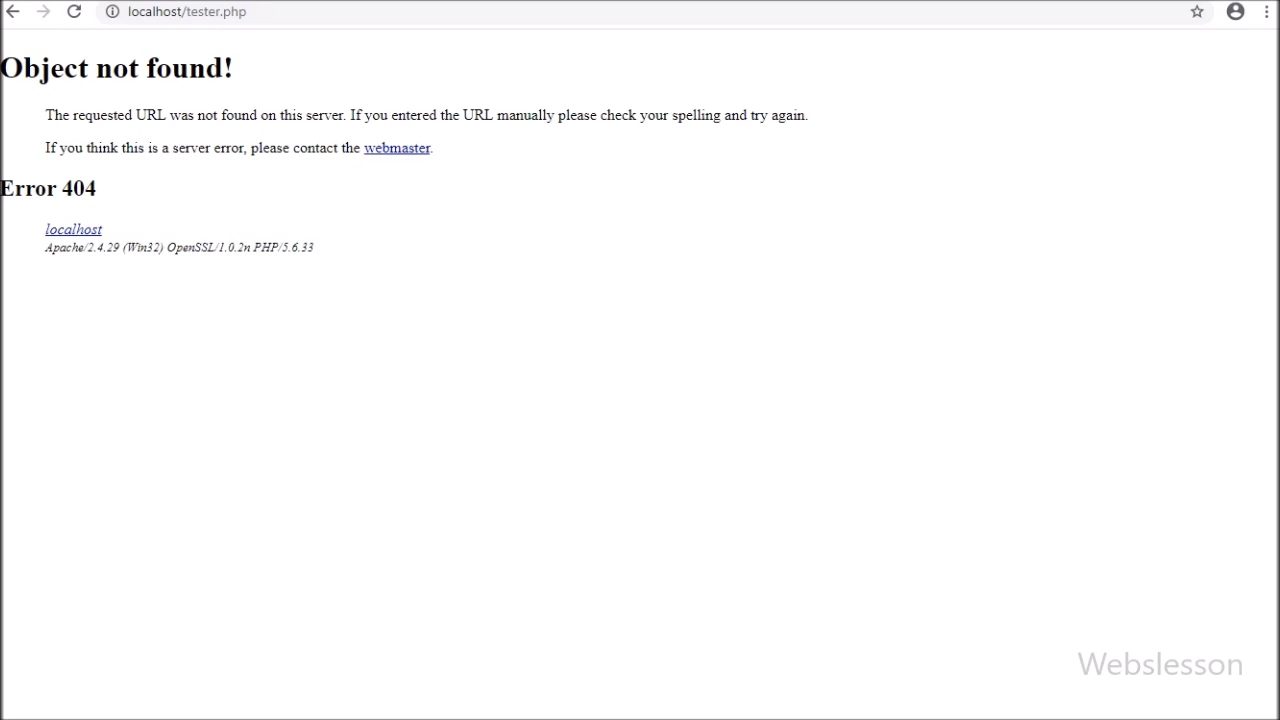 localhost/tester.php
Object not found!
The requested URL was not found on this server. If you entered the URL manually please check your spelling and try again.
If you think this is a server error, please contact the webmaster.
Error 404
localhost
Apache/2.4.29 (Win32) OpenSSL/1.0.2n PHP/5.6.33
Webslesson